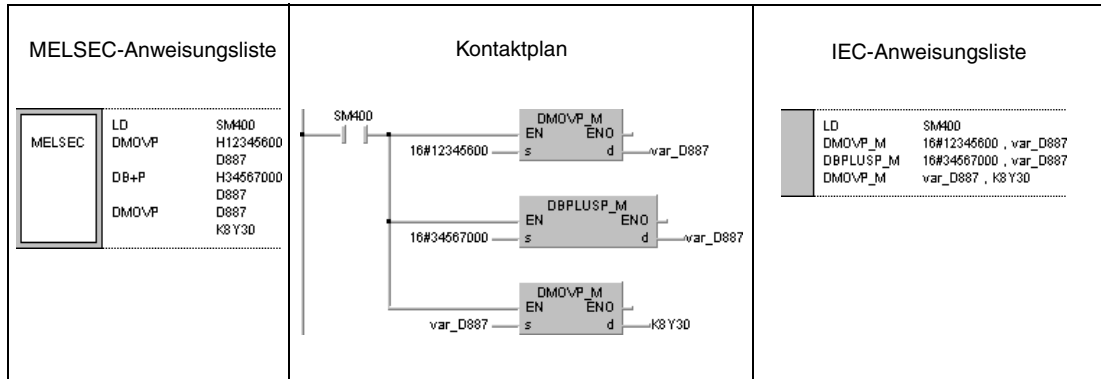 MELSEC-Anweisungsliste
Kontaktplan
IEC-Anweisungsliste
MELSEC
LD SM400
DMOVP H12345600
D887
DB+P H34567000
D887
DMOVP D887
K8Y30
SM400
DMOVP_M
EN ENO
16#12345600 s d var_D887
DBPLUSP_M
EN ENO
16#34567000 s d var_D887
DMOVP_M
EN ENO
var_D887 s d K8Y30
LD SM400
DMOVP_M 16#12345600 , var_D887
DBPLUSP_M 16#34567000 , var_D887
DMOVP_M var_D887 , K8Y30